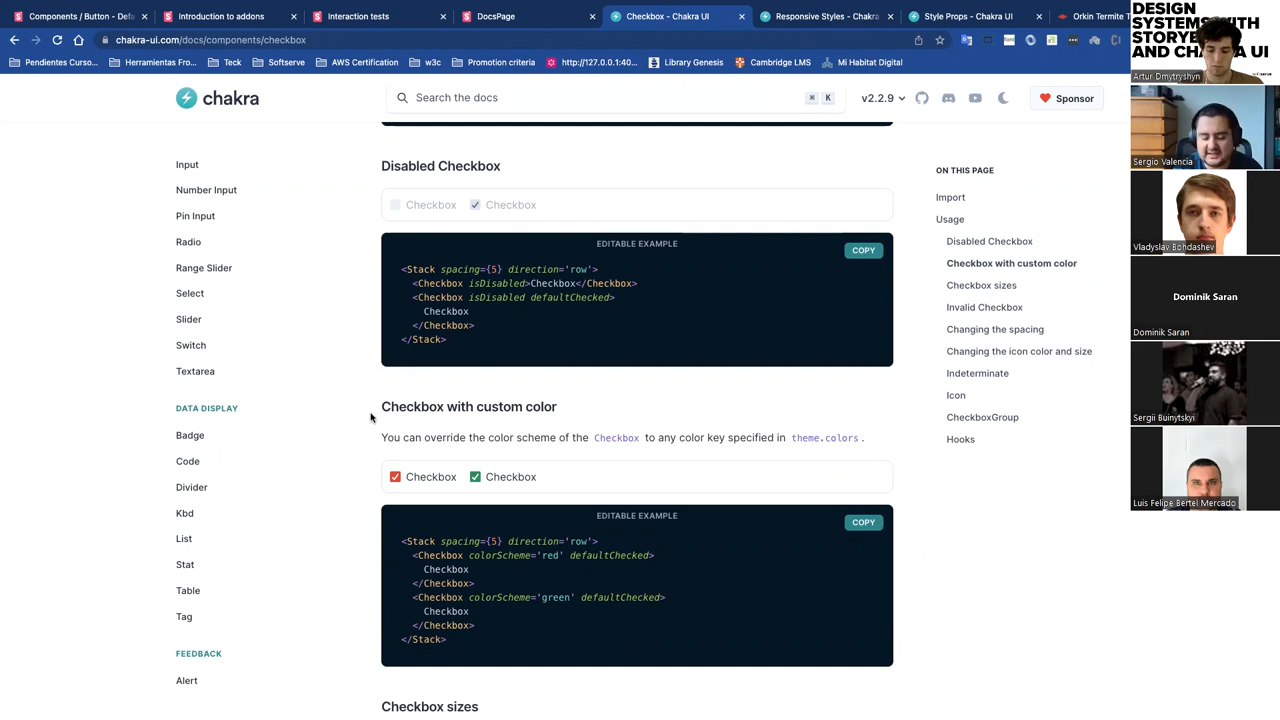 Components / Button - Defa
Introduction to addons
Interaction tests
DocsPage
Checkbox - Chakra UI
Responsive Styles - Chakra
Style Props - Chakra UI
Orkin Termite T
chakra-ui.com/docs/components/checkbox
Pendientes Curso...
Herramientas Fro...
Teck
Softserve
AWS Certification
w3c
Promotion criteria
http://127.0.0.1:40...
Library Genesis
Cambridge LMS
Mi Habitat Digital
chakra
Search the docs
⌘ K
v2.2.9
Sponsor
Input
Number Input
Pin Input
Radio
Range Slider
Select
Slider
Switch
Textarea
DATA DISPLAY
Badge
Code
Divider
Kbd
List
Stat
Table
Tag
FEEDBACK
Alert
Disabled Checkbox
Checkbox Checkbox
EDITABLE EXAMPLE
COPY
<Stack spacing={5} direction='row'>
<Checkbox isDisabled>Checkbox</Checkbox>
<Checkbox isDisabled defaultChecked>
Checkbox
</Checkbox>
</Stack>
Checkbox with custom color
You can override the color scheme of the Checkbox to any color key specified in theme.colors .
Checkbox Checkbox
EDITABLE EXAMPLE
COPY
<Stack spacing={5} direction='row'>
<Checkbox colorScheme='red' defaultChecked>
Checkbox
</Checkbox>
<Checkbox colorScheme='green' defaultChecked>
Checkbox
</Checkbox>
</Stack>
Checkbox sizes
ON THIS PAGE
Import
Usage
Disabled Checkbox
Checkbox with custom color
Checkbox sizes
Invalid Checkbox
Changing the spacing
Changing the icon color and size
Indeterminate
Icon
CheckboxGroup
Hooks
DESIGN
SYSTEMS WITH
STORYBOOK
AND CHAKRA UI
Artur Dmytryshyn
Sergio Valencia
Vladyslav Bohdashev
Dominik Saran
Dominik Saran
Sergii Buinytskyi
Luis Felipe Bertel Mercado